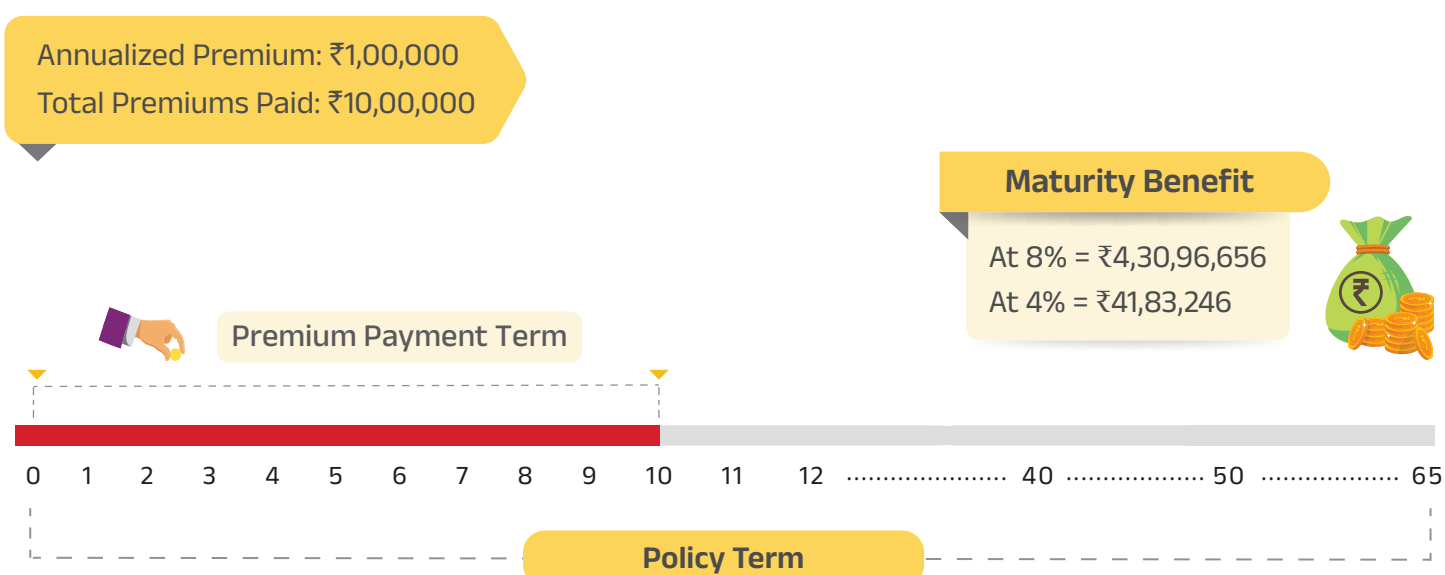 Annualized Premium: ₹1,00,000
Total Premiums Paid: ₹10,00,000
Maturity Benefit
At 8% = ₹4,30,96,656
At 4% = ₹41,83,246
₹
Premium Payment Term
0 1 2 3 4 5 6 7 8 9 10 11 12 ...................... 40 ................... 50 ................... 65
Policy Term